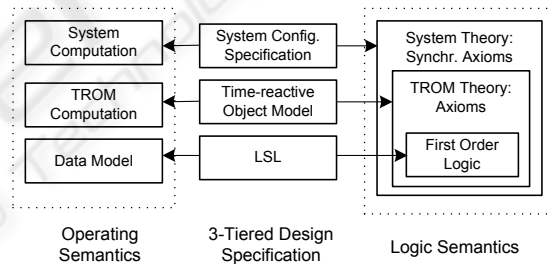 System
Computation
System Config.
Specification
System Theory:
Synchr. Axioms
TROM
Computation
Time-reactive
Object Model
TROM Theory:
Axioms
Data Model
LSL
First Order
Logic
Operating
Semantics
3-Tiered Design
Specification
Logic Semantics